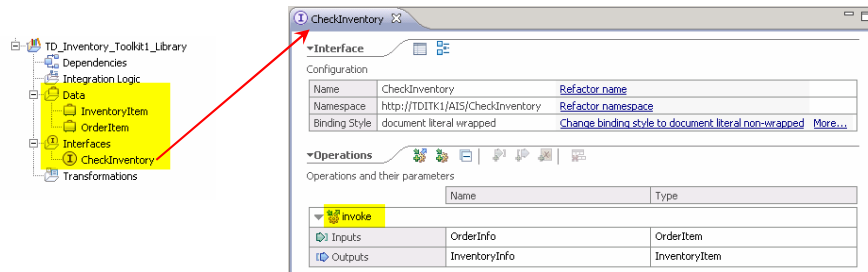 TD_Inventory_Toolkit1_Library
Dependencies
Integration Logic
Data
InventoryItem
OrderItem
Interfaces
CheckInventory
Transformations
CheckInventory
Interface
Configuration
Name CheckInventory Refactor name
Namespace http://TDITK1/AIS/CheckInventory Refactor namespace
Binding Style document literal wrapped Change binding style to document literal non-wrapped More...
Operations
Operations and their parameters
Name Type
invoke
Inputs OrderInfo OrderItem
Outputs InventoryInfo InventoryItem